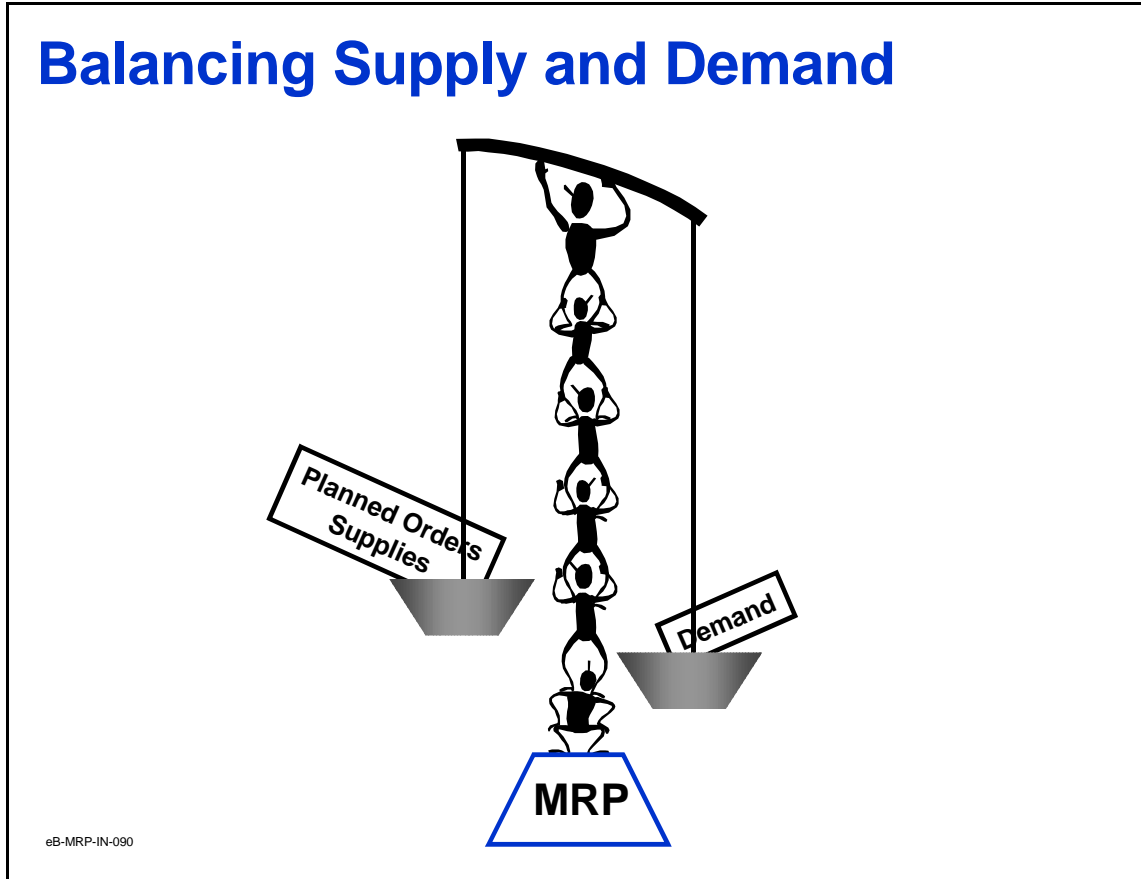 Balancing Supply and Demand
Planned Orders
Supplies
Demand
MRP
eB-MRP-IN-090